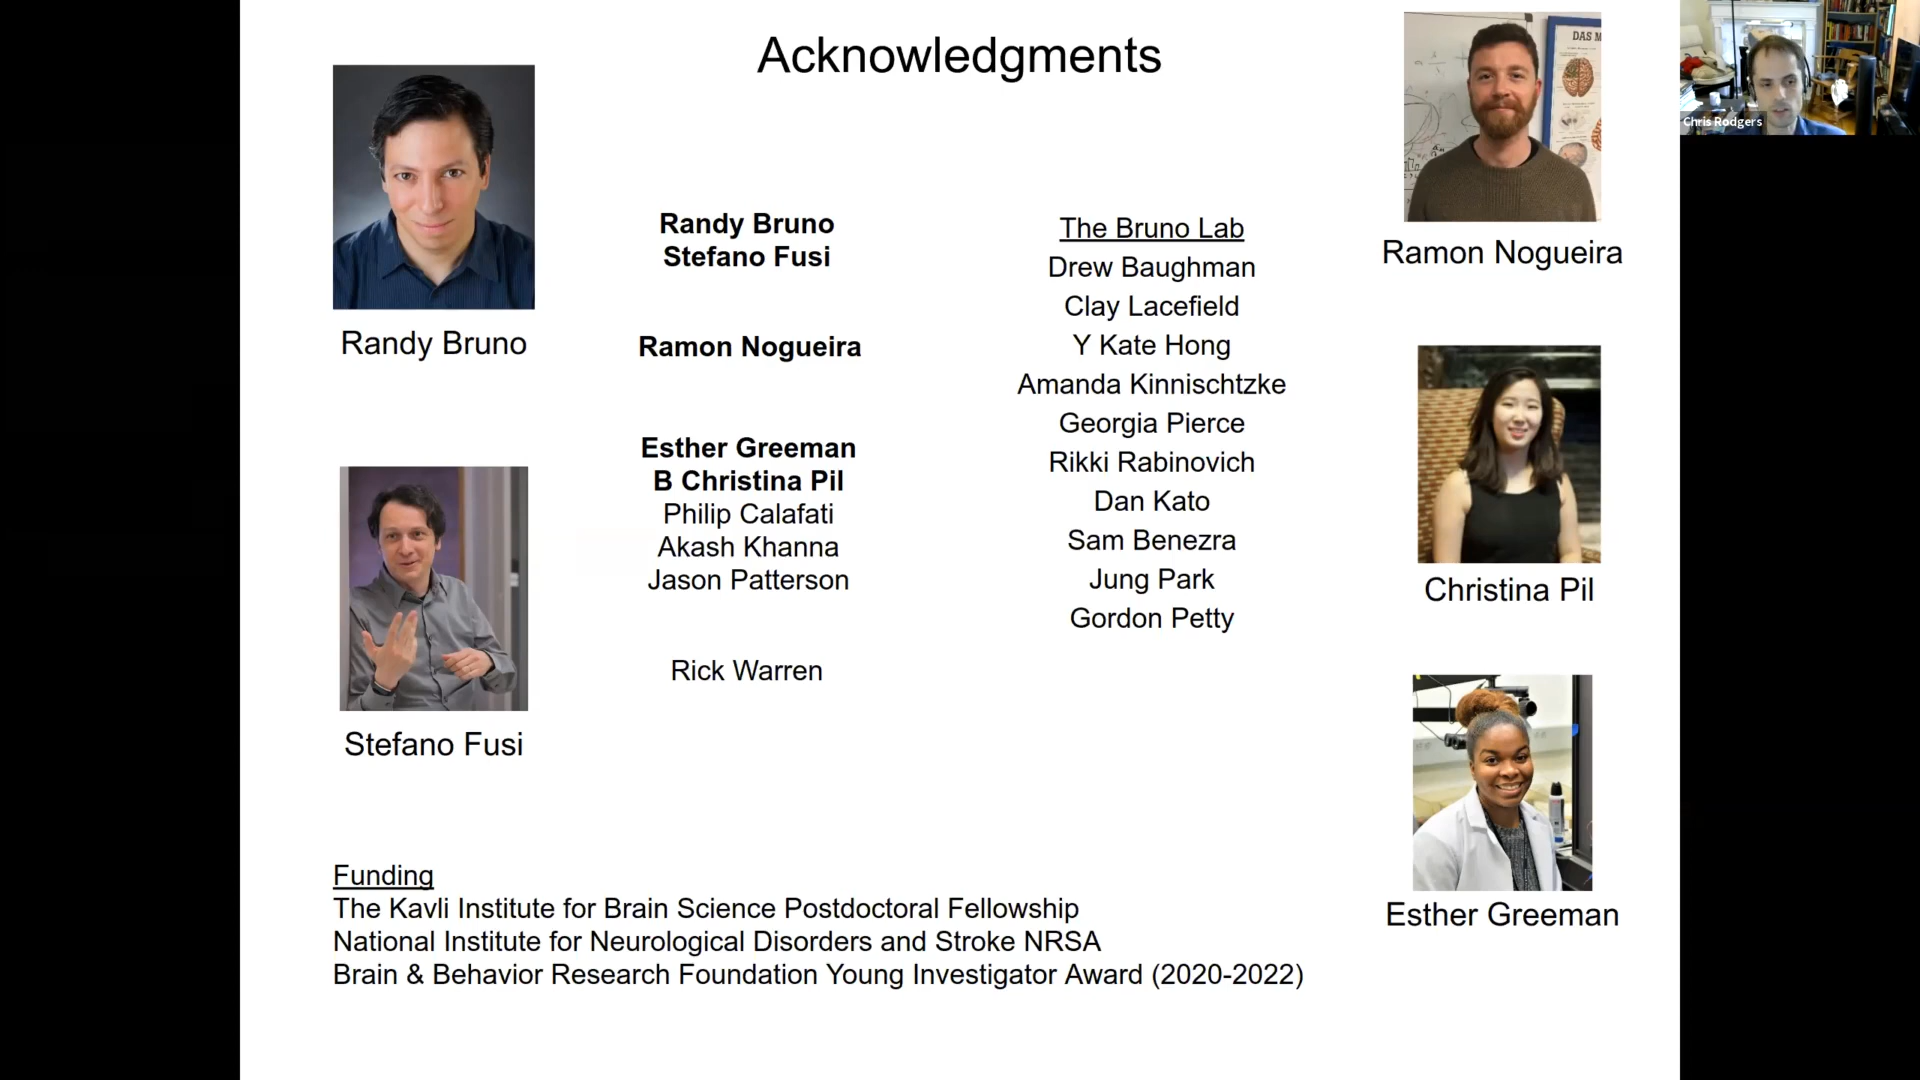 Acknowledgments
DAS M
Chris Rodgers
Randy Bruno
Stefano Fusi
Ramon Nogueira
Esther Greeman
B Christina Pil
Philip Calafati
Akash Khanna
Jason Patterson
Rick Warren
The Bruno Lab
Drew Baughman
Clay Lacefield
Y Kate Hong
Amanda Kinnischtzke
Georgia Pierce
Rikki Rabinovich
Dan Kato
Sam Benezra
Jung Park
Gordon Petty
Randy Bruno
Stefano Fusi
Ramon Nogueira
Christina Pil
Esther Greeman
Funding
The Kavli Institute for Brain Science Postdoctoral Fellowship
National Institute for Neurological Disorders and Stroke NRSA
Brain & Behavior Research Foundation Young Investigator Award (2020-2022)